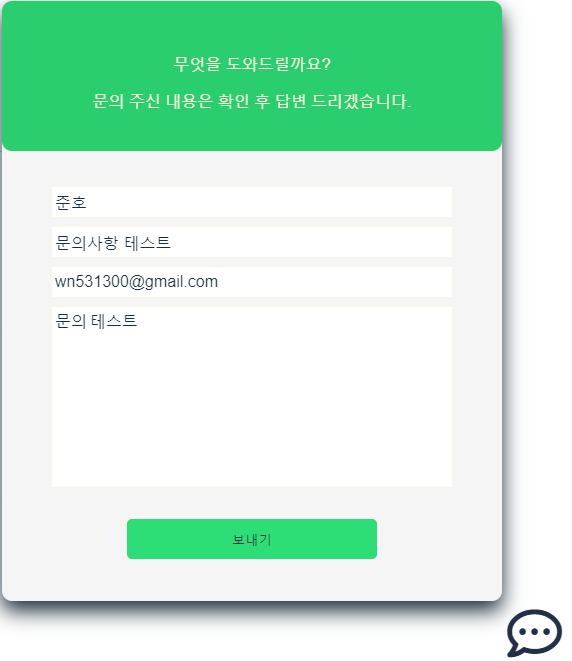 무엇을 도와드릴까요?
문의 주신 내용은 확인 후 답변 드리겠습니다.
준호
문의사항 테스트
wn531300@gmail.com
문의 테스트
보내기